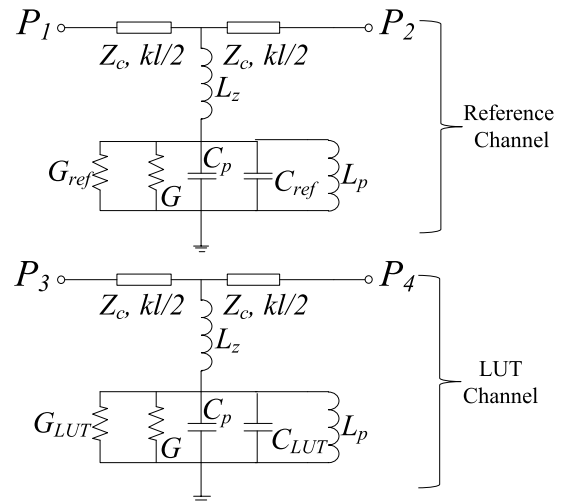 P1 P2
Zc, kl/2 Zc, kl/2
Lz
Reference
Channel
Gref G Cp Cref Lp
P3 P4
Zc, kl/2 Zc, kl/2
Lz
LUT
Channel
GLUT G Cp CLUT Lp